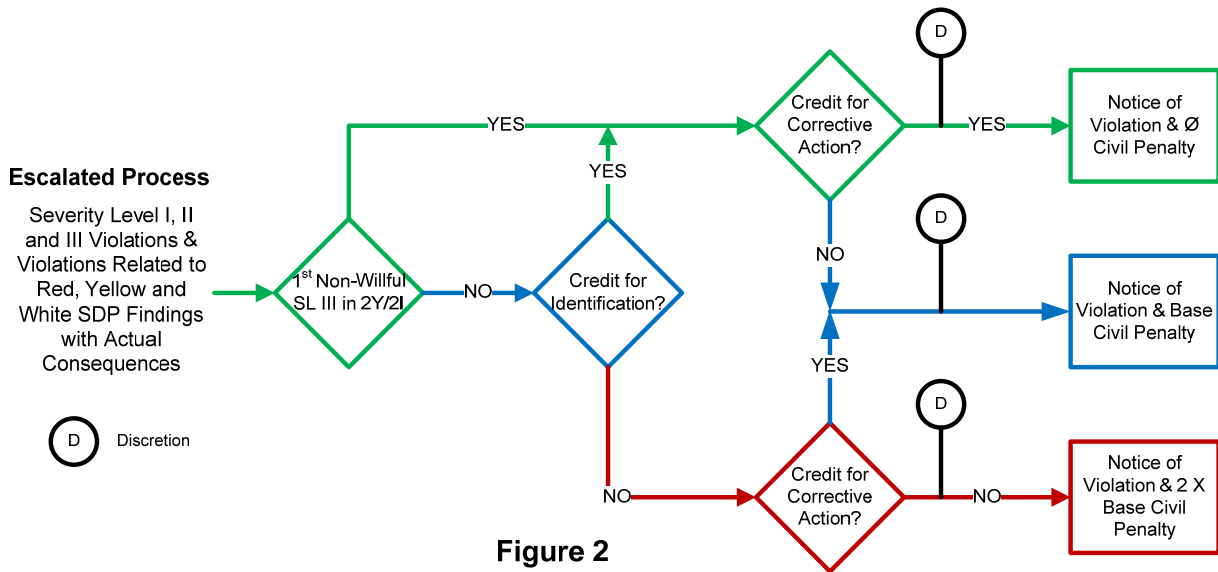 Escalated Process
Severity Level I, II
and III Violations &
Violations Related to
Red, Yellow and
White SDP Findings
with Actual
Consequences
D
Discretion
1st Non-Willful
SL III in 2Y/2I
YES
NO
Credit for
Identification?
YES
NO
Credit for
Corrective
Action?
D
YES
Notice of
Violation & Ø
Civil Penalty
NO
D
Notice of
Violation & Base
Civil Penalty
YES
Credit for
Corrective
Action?
D
NO
Notice of
Violation & 2 X
Base Civil
Penalty
Figure 2